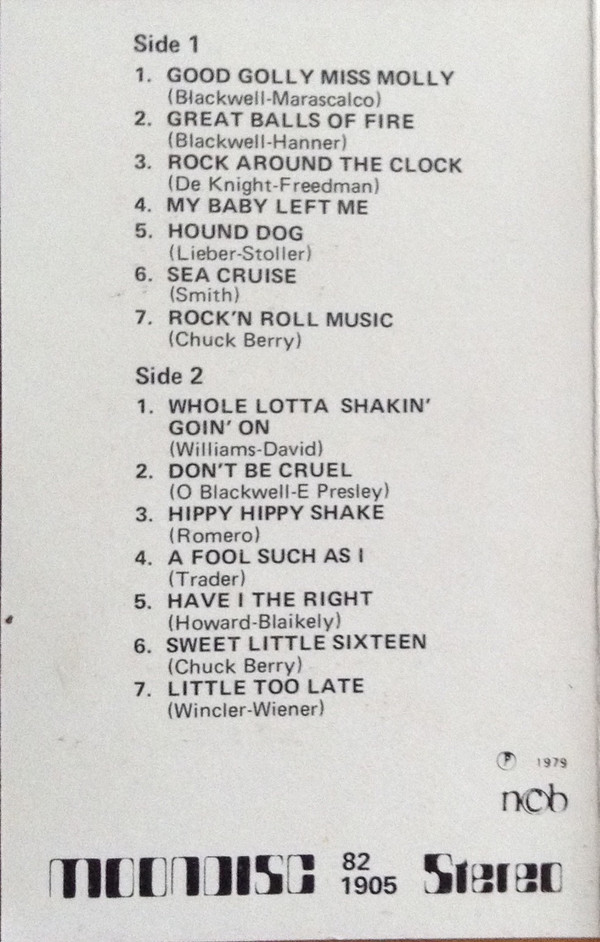 Side 1
1. GOOD GOLLY MISS MOLLY
(Blackwell-Marascalco)
2. GREAT BALLS OF FIRE
(Blackwell-Hanner)
3. ROCK AROUND THE CLOCK
(De Knight-Freedman)
4. MY BABY LEFT ME
5. HOUND DOG
(Lieber-Stoller)
6. SEA CRUISE
(Smith)
7. ROCK'N ROLL MUSIC
(Chuck Berry)
Side 2
1. WHOLE LOTTA SHAKIN'
GOIN' ON
(Williams-David)
2. DON'T BE CRUEL
(O Blackwell-E Presley)
3. HIPPY HIPPY SHAKE
(Romero)
4. A FOOL SUCH AS I
(Trader)
5. HAVE I THE RIGHT
(Howard-Blaikely)
6. SWEET LITTLE SIXTEEN
(Chuck Berry)
7. LITTLE TOO LATE
(Wincler-Wiener)
℗ 1979
ncb
MOONDISC 82 1905 Stereo